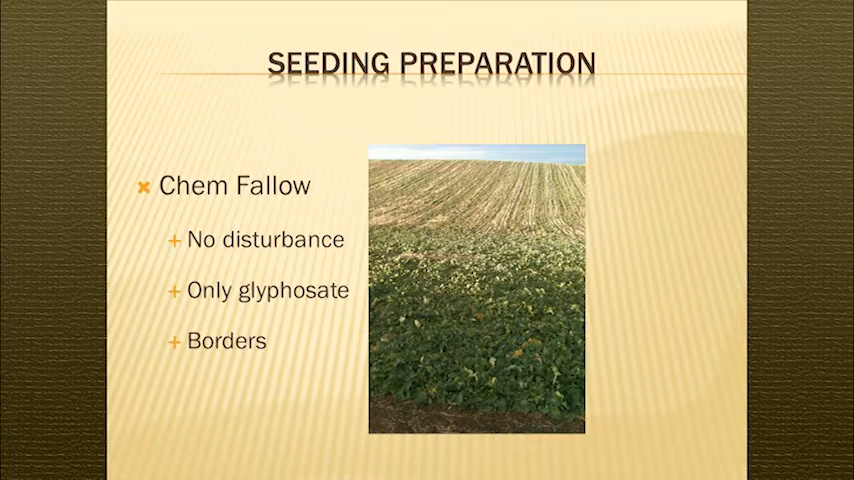 SEEDING PREPARATION
Chem Fallow
No disturbance
Only glyphosate
Borders